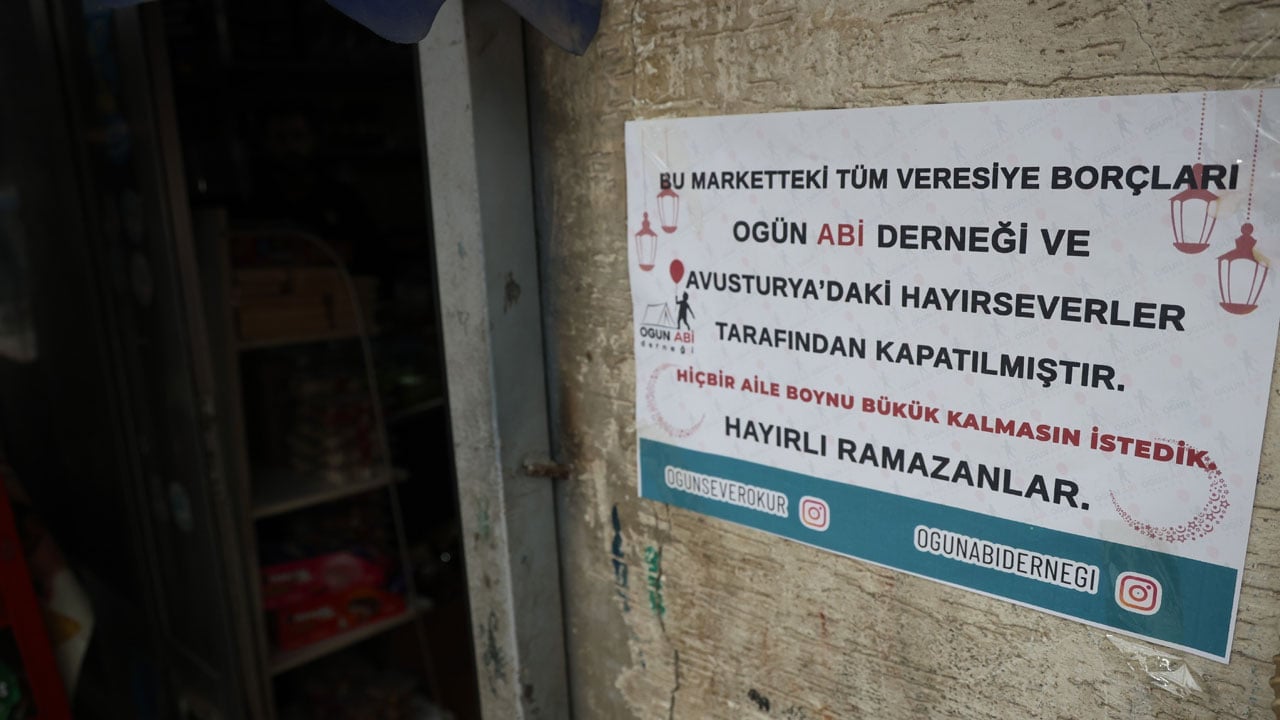 BU MARKETTEKİ TÜM VERESİYE BORÇLARI
OGÜN ABİ DERNEĞİ VE
AVUSTURYA'DAKİ HAYIRSEVERLER
TARAFINDAN KAPATILMIŞTIR.
HİÇBİR AİLE BOYNU BÜKÜK KALMASIN İSTEDİK.
HAYIRLI RAMAZANLAR.
OGÜN ABİ
derneği
OGUNSEVEROKUR
OGUNABIDERNEGI